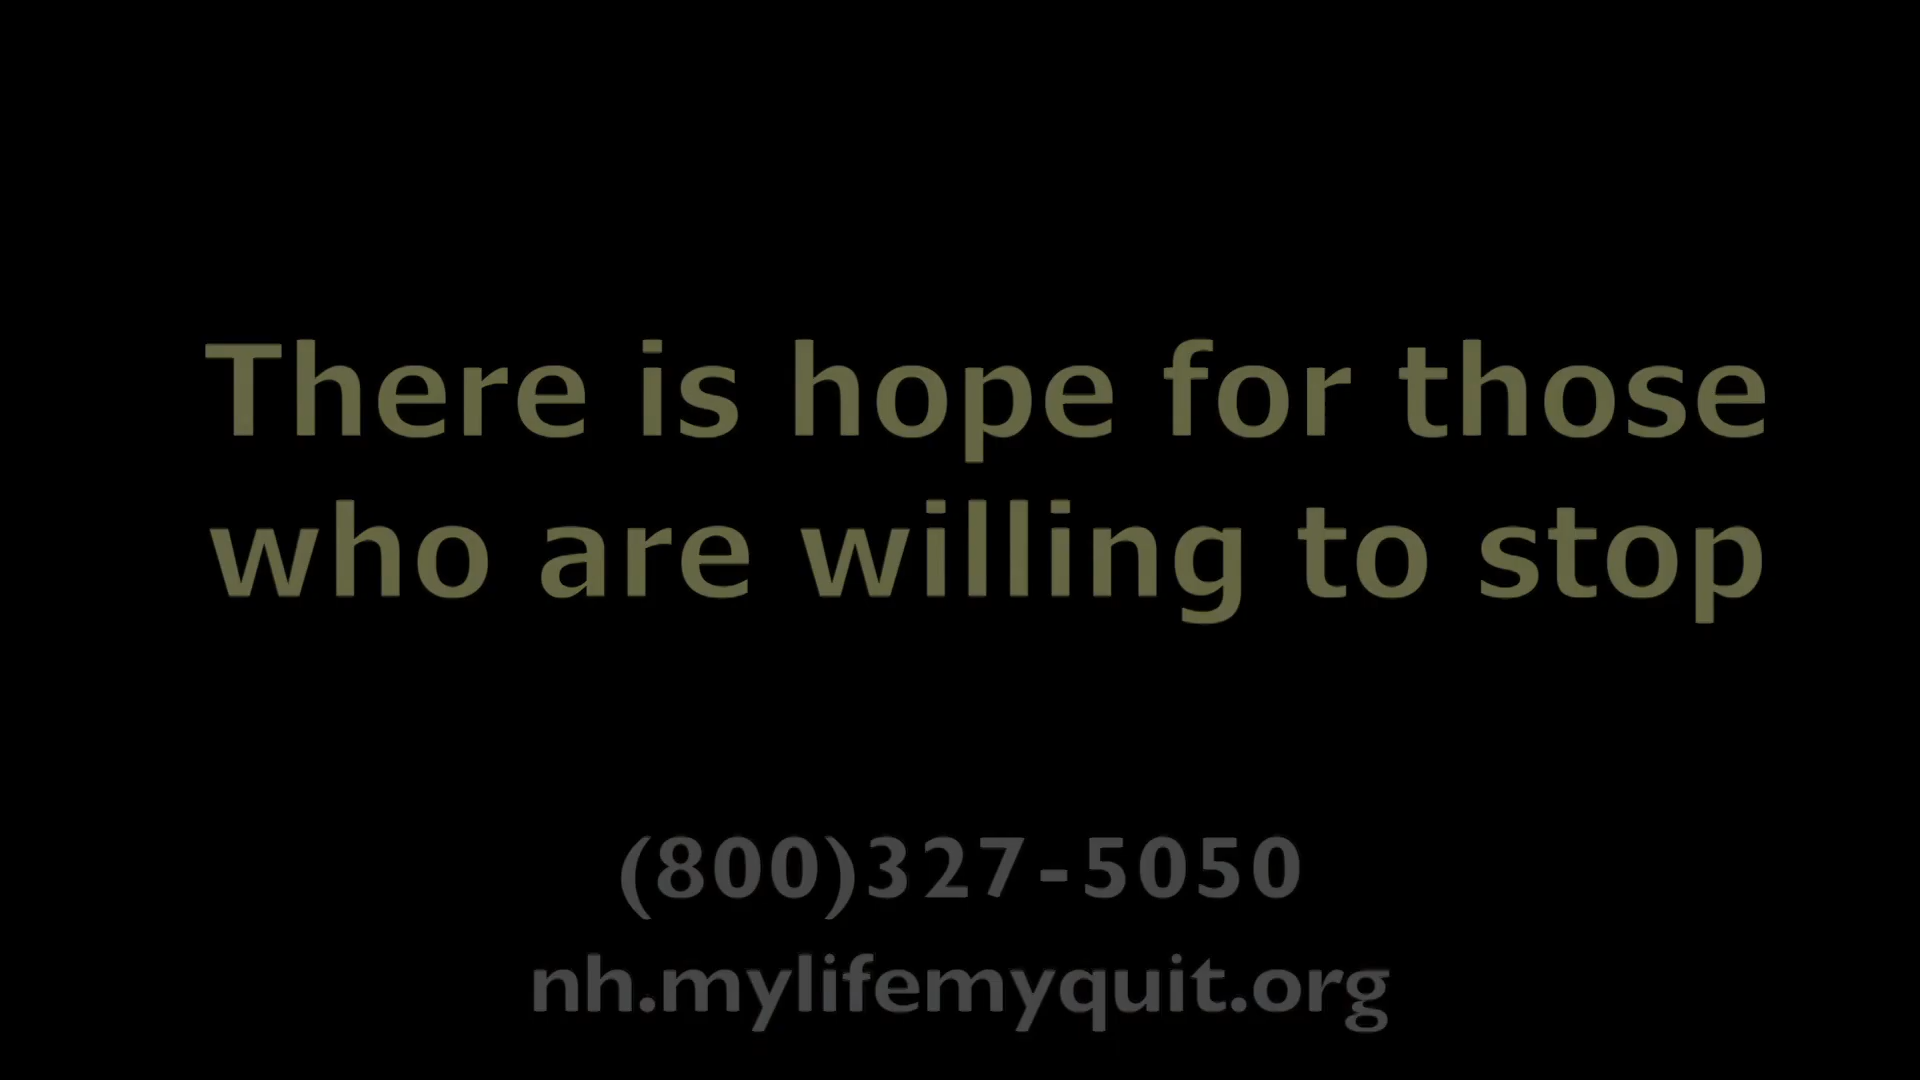 There is hope for those
who are willing to stop
(800)327-5050
nh.mylifemyquit.org